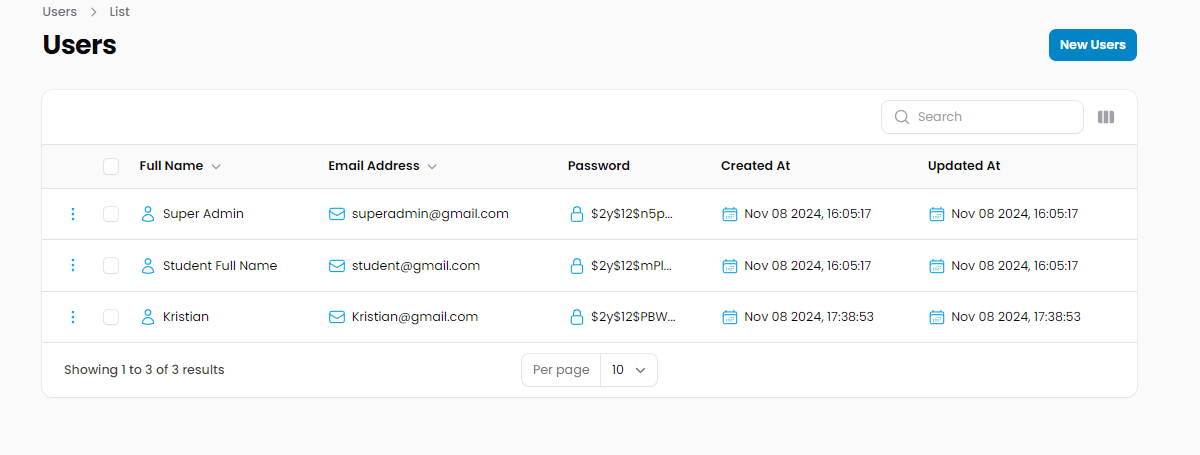 Users > List
Users
New Users
Search
Full Name Email Address Password Created At Updated At
Super Admin superadmin@gmail.com $2y$12$n5p... Nov 08 2024, 16:05:17 Nov 08 2024, 16:05:17
Student Full Name student@gmail.com $2y$12$mPl... Nov 08 2024, 16:05:17 Nov 08 2024, 16:05:17
Kristian Kristian@gmail.com $2y$12$PBW... Nov 08 2024, 17:38:53 Nov 08 2024, 17:38:53
Showing 1 to 3 of 3 results Per page 10